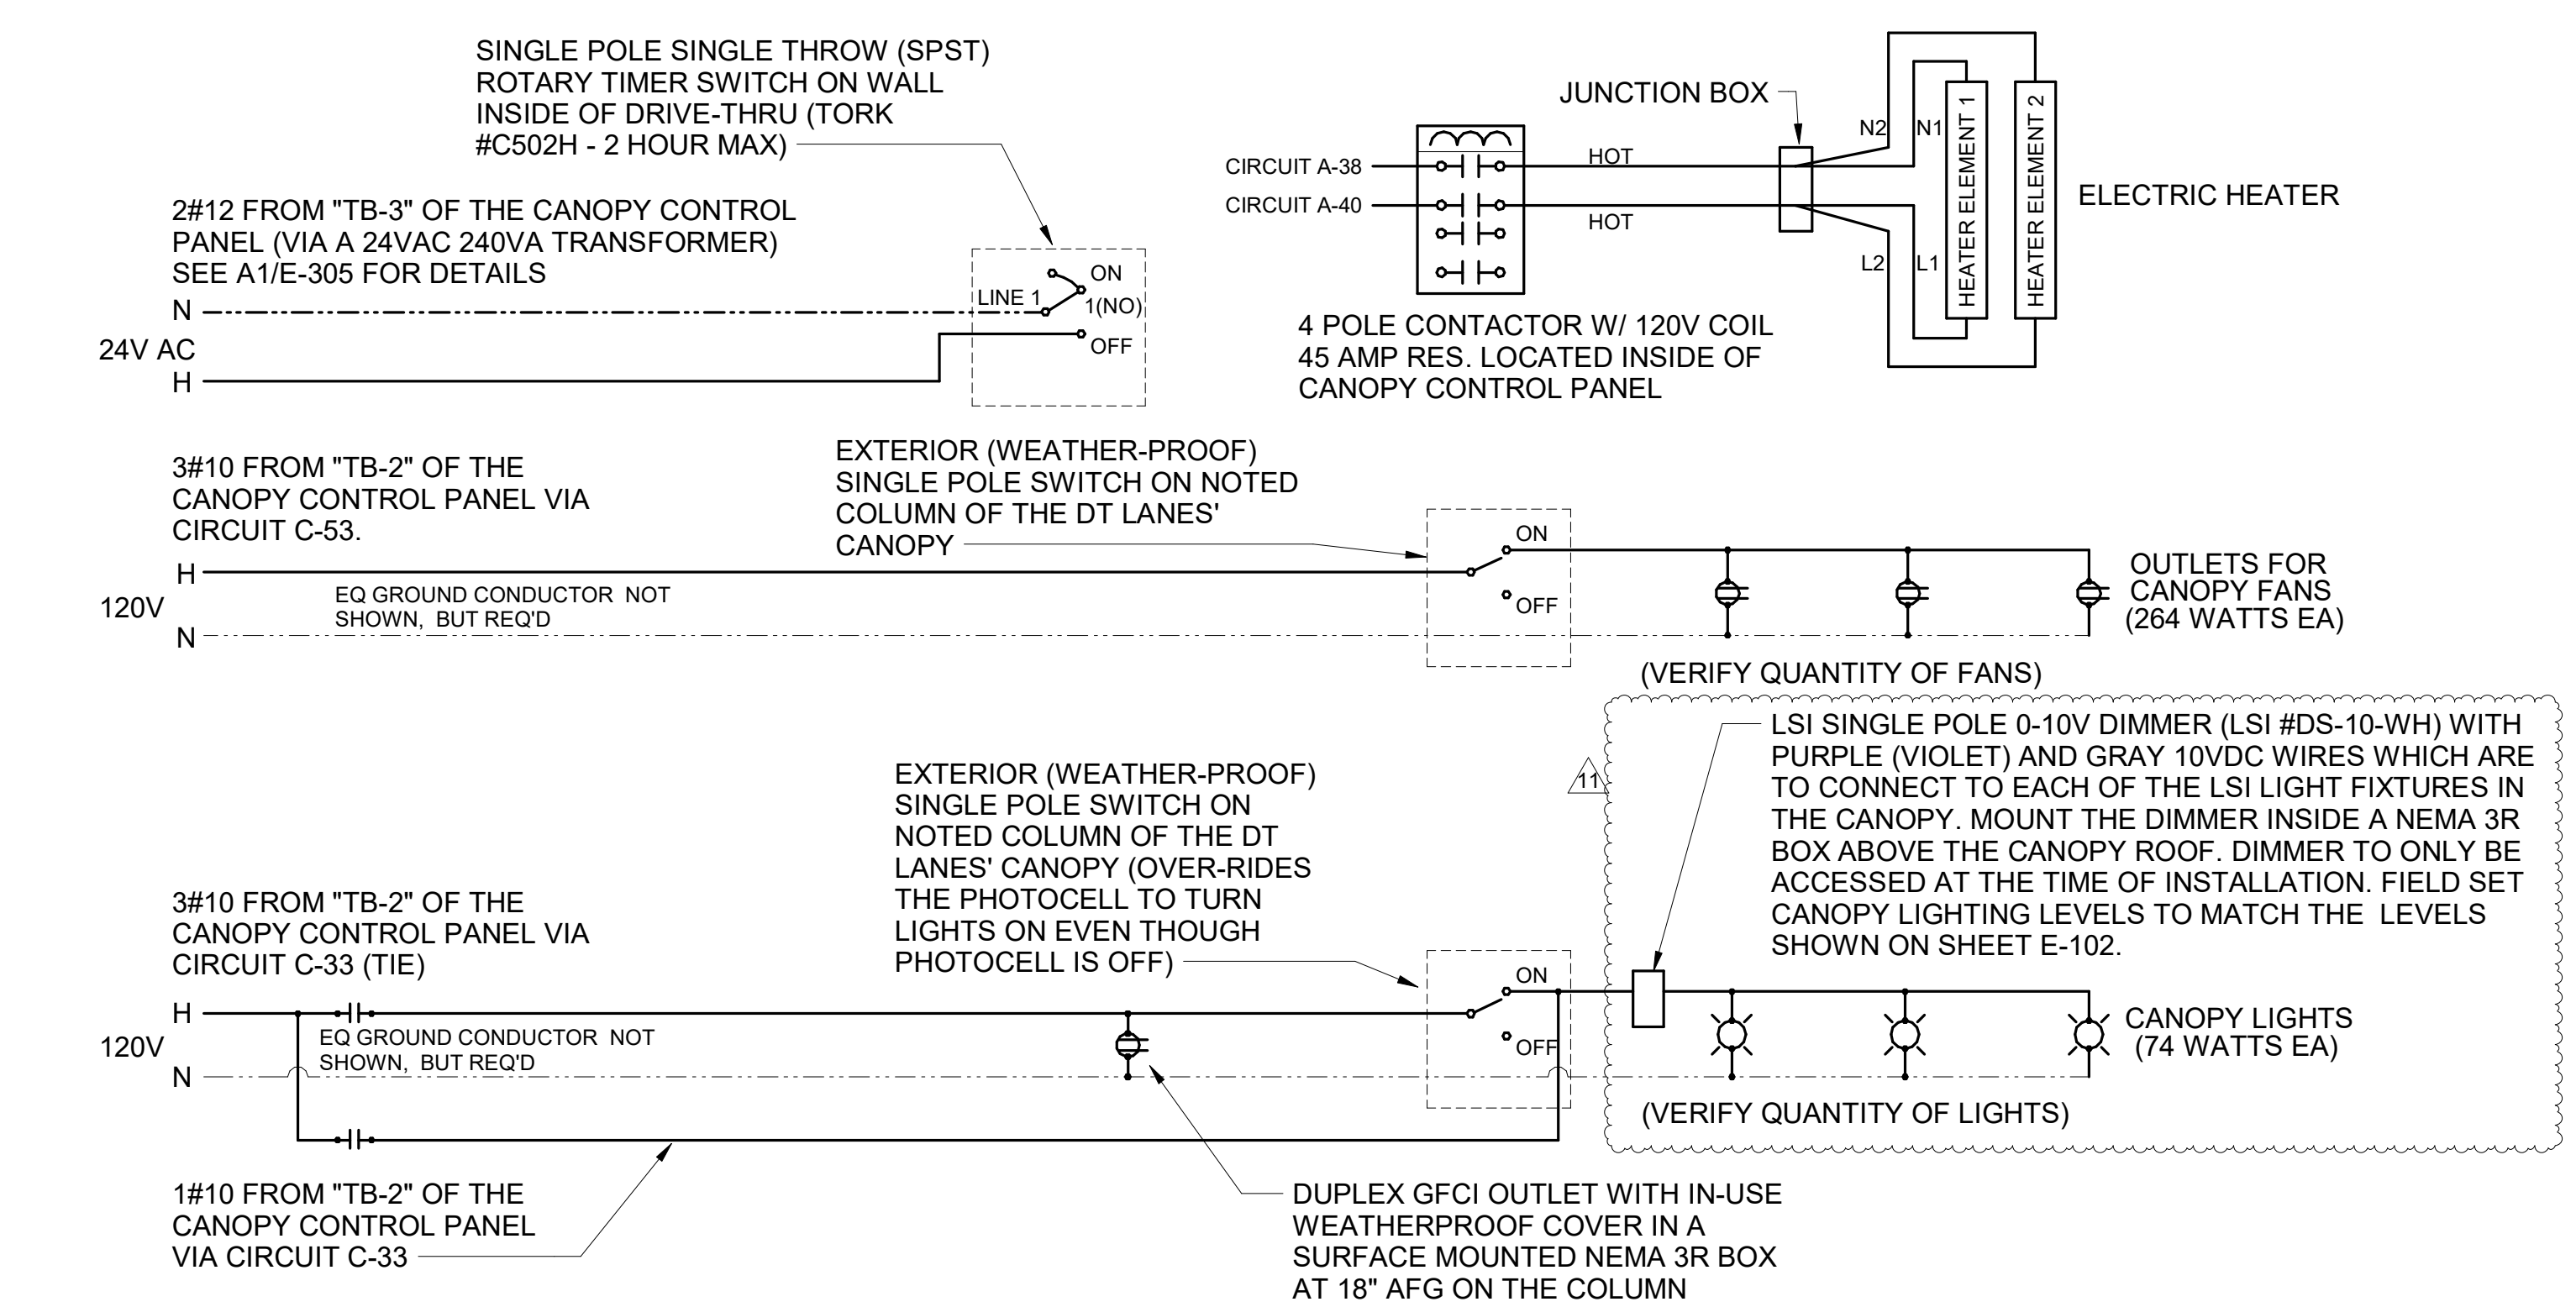 SINGLE POLE SINGLE THROW (SPST)
ROTARY TIMER SWITCH ON WALL
INSIDE OF DRIVE-THRU (TORK
#C502H - 2 HOUR MAX)
2#12 FROM "TB-3" OF THE CANOPY CONTROL
PANEL (VIA A 24VAC 240VA TRANSFORMER)
SEE A1/E-305 FOR DETAILS
N
24V AC
H
LINE 1
ON
1(NO)
OFF
JUNCTION BOX
CIRCUIT A-38
CIRCUIT A-40
HOT
HOT
N2
N1
L2
L1
HEATER ELEMENT 1
HEATER ELEMENT 2
ELECTRIC HEATER
4 POLE CONTACTOR W/ 120V COIL
45 AMP RES. LOCATED INSIDE OF
CANOPY CONTROL PANEL
3#10 FROM "TB-2" OF THE
CANOPY CONTROL PANEL VIA
CIRCUIT C-53.
EXTERIOR (WEATHER-PROOF)
SINGLE POLE SWITCH ON NOTED
COLUMN OF THE DT LANES'
CANOPY
H
120V
N
EQ GROUND CONDUCTOR NOT
SHOWN, BUT REQ'D
ON
OFF
OUTLETS FOR
CANOPY FANS
(264 WATTS EA)
(VERIFY QUANTITY OF FANS)
11
LSI SINGLE POLE 0-10V DIMMER (LSI #DS-10-WH) WITH
PURPLE (VIOLET) AND GRAY 10VDC WIRES WHICH ARE
TO CONNECT TO EACH OF THE LSI LIGHT FIXTURES IN
THE CANOPY. MOUNT THE DIMMER INSIDE A NEMA 3R
BOX ABOVE THE CANOPY ROOF. DIMMER TO ONLY BE
ACCESSED AT THE TIME OF INSTALLATION. FIELD SET
CANOPY LIGHTING LEVELS TO MATCH THE LEVELS
SHOWN ON SHEET E-102.
EXTERIOR (WEATHER-PROOF)
SINGLE POLE SWITCH ON
NOTED COLUMN OF THE DT
LANES' CANOPY (OVER-RIDES
THE PHOTOCELL TO TURN
LIGHTS ON EVEN THOUGH
PHOTOCELL IS OFF)
3#10 FROM "TB-2" OF THE
CANOPY CONTROL PANEL VIA
CIRCUIT C-33 (TIE)
H
120V
N
EQ GROUND CONDUCTOR NOT
SHOWN, BUT REQ'D
ON
OFF
CANOPY LIGHTS
(74 WATTS EA)
(VERIFY QUANTITY OF LIGHTS)
1#10 FROM "TB-2" OF THE
CANOPY CONTROL PANEL
VIA CIRCUIT C-33
DUPLEX GFCI OUTLET WITH IN-USE
WEATHERPROOF COVER IN A
SURFACE MOUNTED NEMA 3R BOX
AT 18" AFG ON THE COLUMN